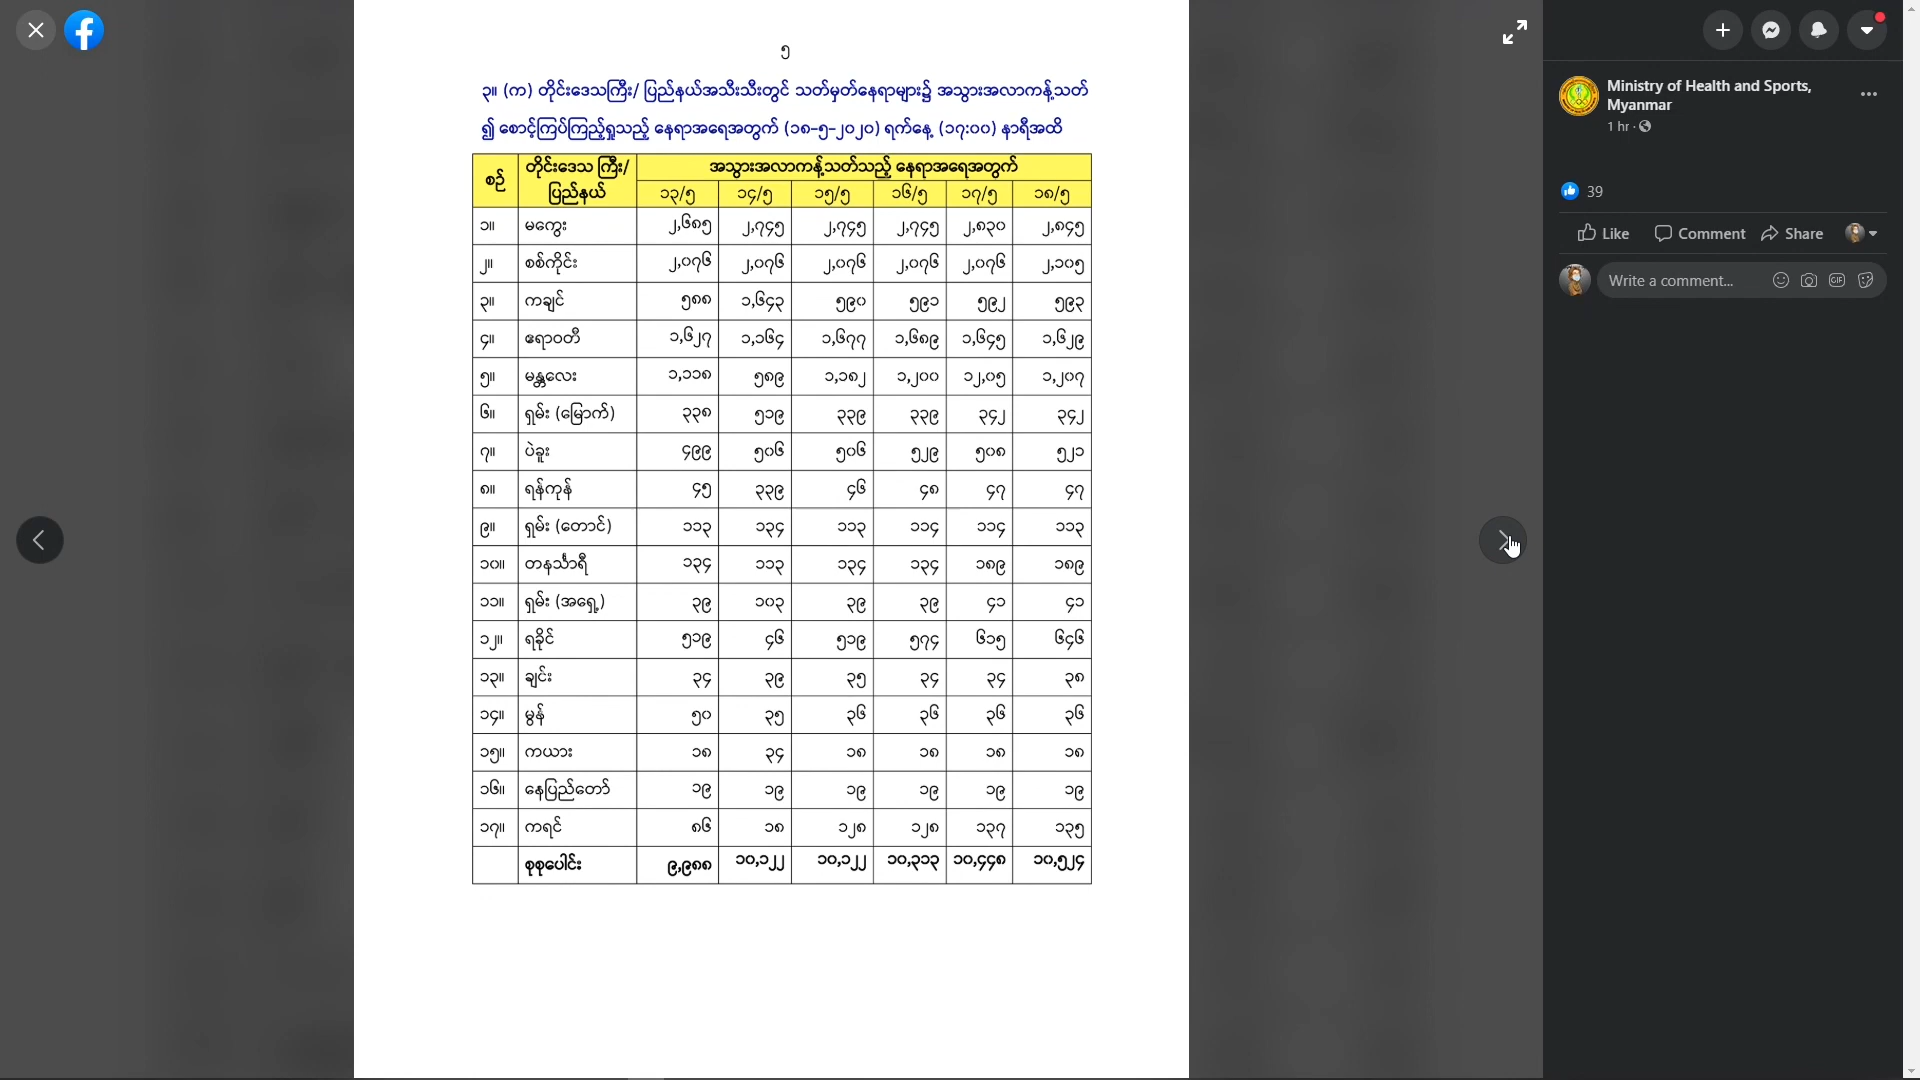 ၅
၃။ (က) တိုင်းဒေသကြီး/ ပြည်နယ်အသီးသီးတွင် သတ်မှတ်နေရာများ၌ အသွားအလာကန့်သတ်
၍ စောင့်ကြပ်ကြည့်ရှုသည့် နေရာအရေအတွက် (၁၈-၅-၂၀၂၀) ရက်နေ့ (၁၇:၀၀) နာရီအထိ
စဉ် တိုင်းဒေသ ကြီး/ ပြည်နယ် အသွားအလာကန့်သတ်သည့် နေရာအရေအတွက်
၁၃/၅ ၁၄/၅ ၁၅/၅ ၁၆/၅ ၁၇/၅ ၁၈/၅
၁။ မကွေး ၂,၆၈၅ ၂,၇၄၅ ၂,၇၄၅ ၂,၇၄၅ ၂,၈၃၀ ၂,၈၄၅
၂။ စစ်ကိုင်း ၂,၀၇၆ ၂,၀၇၆ ၂,၀၇၆ ၂,၀၇၆ ၂,၀၇၆ ၂,၁၀၅
၃။ ကချင် ၅၈၈ ၁,၆၄၃ ၅၉၀ ၅၉၁ ၅၉၂ ၅၉၃
၄။ ဧရာဝတီ ၁,၆၂၇ ၁,၁၆၄ ၁,၆၇၇ ၁,၆၈၉ ၁,၆၄၅ ၁,၆၂၉
၅။ မန္တလေး ၁,၁၁၈ ၅၈၉ ၁,၁၈၂ ၁,၂၀၀ ၁၂,၀၅ ၁,၂၀၇
၆။ ရှမ်း (မြောက်) ၃၃၈ ၅၁၉ ၃၃၉ ၃၃၉ ၃၄၂ ၃၄၂
၇။ ပဲခူး ၄၉၉ ၅၀၆ ၅၀၆ ၅၂၉ ၅၀၈ ၅၂၁
၈။ ရန်ကုန် ၄၅ ၃၃၉ ၄၆ ၄၈ ၄၇ ၄၇
၉။ ရှမ်း (တောင်) ၁၁၃ ၁၃၄ ၁၁၃ ၁၁၄ ၁၁၄ ၁၁၃
၁၀။ တနင်္သာရီ ၁၃၄ ၁၁၃ ၁၃၄ ၁၃၄ ၁၈၉ ၁၈၉
၁၁။ ရှမ်း (အရှေ့) ၃၉ ၁၀၃ ၃၉ ၃၉ ၄၁ ၄၁
၁၂။ ရခိုင် ၅၁၉ ၄၆ ၅၁၉ ၅၇၄ ၆၁၅ ၆၄၆
၁၃။ ချင်း ၃၄ ၃၉ ၃၅ ၃၄ ၃၄ ၃၈
၁၄။ မွန် ၅၀ ၃၅ ၃၆ ၃၆ ၃၆ ၃၆
၁၅။ ကယား ၁၈ ၃၄ ၁၈ ၁၈ ၁၈ ၁၈
၁၆။ နေပြည်တော် ၁၉ ၁၉ ၁၉ ၁၉ ၁၉ ၁၉
၁၇။ ကရင် ၈၆ ၁၈ ၁၂၈ ၁၂၈ ၁၃၇ ၁၃၅
စုစုပေါင်း ၉,၉၈၈ ၁၀,၁၂၂ ၁၀,၁၂၂ ၁၀,၃၁၃ ၁၀,၄၄၈ ၁၀,၅၂၄
Ministry of Health and Sports,
Myanmar
1 hr ·
39
Like Comment Share
Write a comment...
GIF